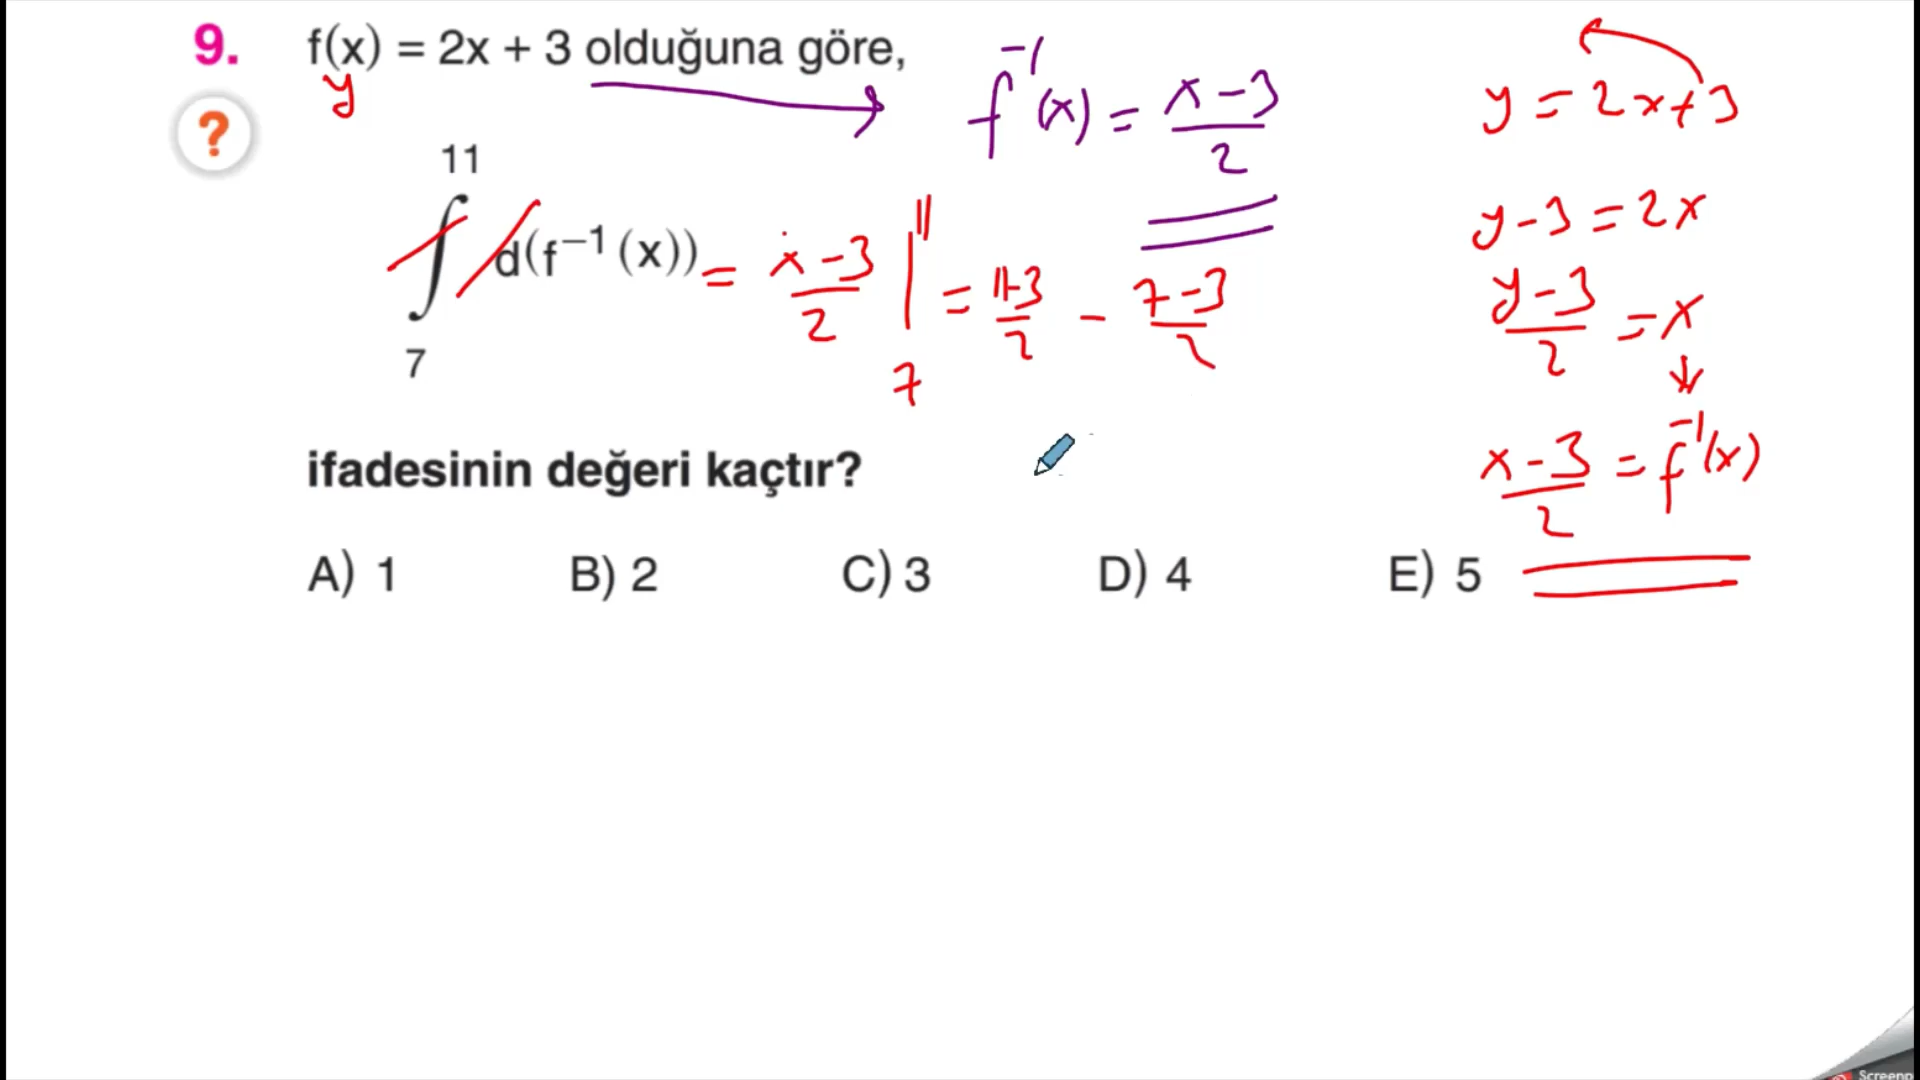 9. f(x) = 2x + 3 olduğuna göre,
y
f⁻¹(x) = x-3/2
?
11
∫ d(f⁻¹(x)) = x-3/2 |₇¹¹ = 11-3/2 - 7-3/2
7
ifadesinin değeri kaçtır?
A) 1 B) 2 C) 3 D) 4 E) 5
y = 2x+3
y-3 = 2x
y-3/2 = x
x-3/2 = f⁻¹(x)